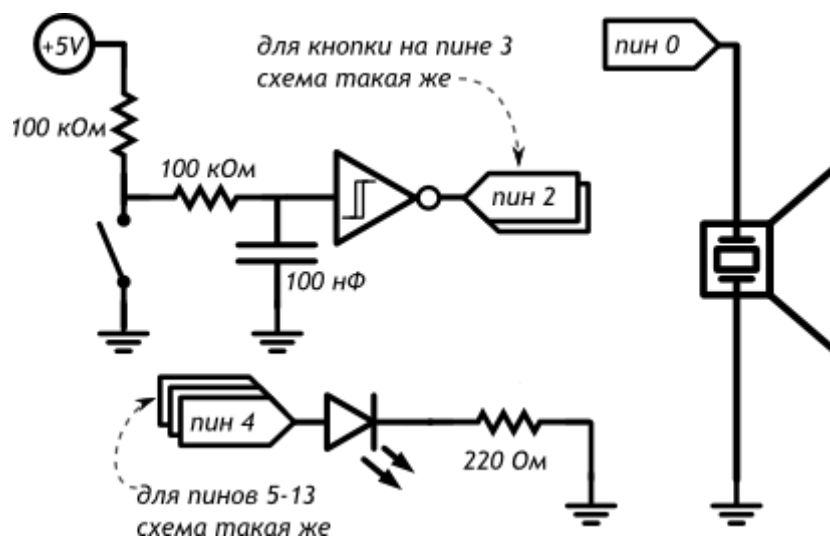 +5V
для кнопки на пине 3
схема такая же
пин 0
100 кОм
100 кОм
пин 2
100 нФ
пин 4
220 Ом
для пинов 5-13
схема такая же